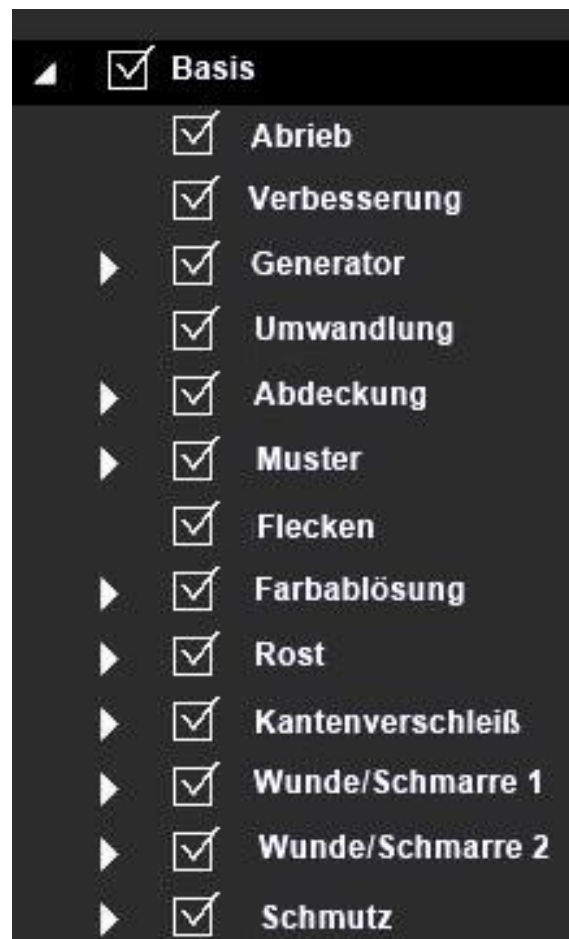 Basis
Abrieb
Verbesserung
Generator
Umwandlung
Abdeckung
Muster
Flecken
Farbablösung
Rost
Kantenverschleiß
Wunde/Schmarre 1
Wunde/Schmarre 2
Schmutz